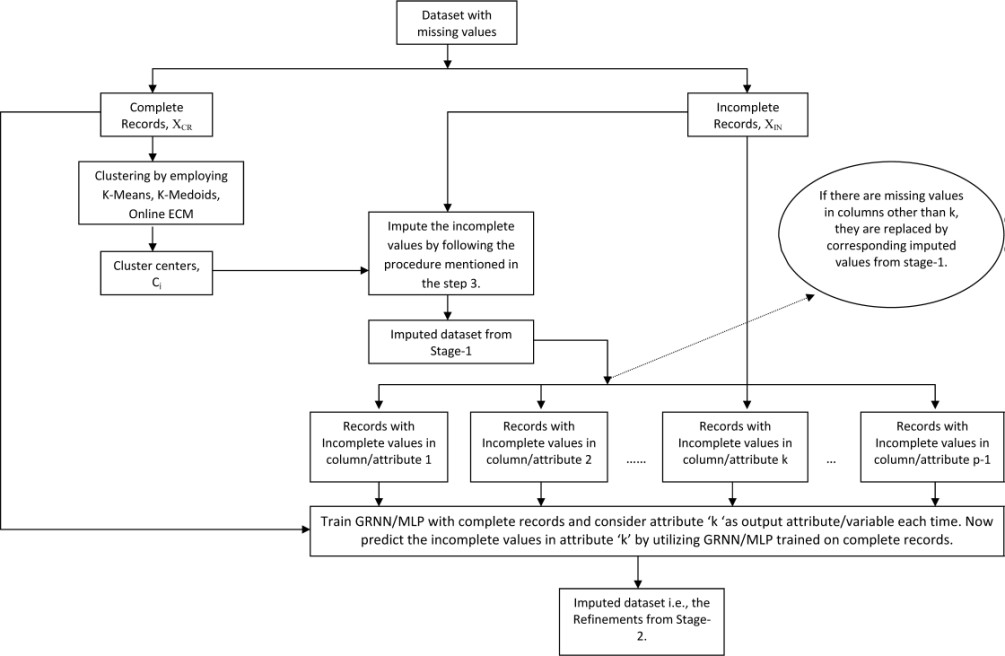 Dataset with
missing values
Complete
Records, X_CR
Incomplete
Records, X_IN
Clustering by employing
K-Means, K-Medoids,
Online ECM
If there are missing values
in columns other than k,
they are replaced by
corresponding imputed
values from stage-1.
Impute the incomplete
values by following the
procedure mentioned in
the step 3.
Cluster centers,
C_i
Imputed dataset from
Stage-1
Records with
Incomplete values in
column/attribute 1
Records with
Incomplete values in
column/attribute 2
......
Records with
Incomplete values in
column/attribute k
...
Records with
Incomplete values in
column/attribute p-1
Train GRNN/MLP with complete records and consider attribute ‘k ‘as output attribute/variable each time. Now
predict the incomplete values in attribute ‘k’ by utilizing GRNN/MLP trained on complete records.
Imputed dataset i.e., the
Refinements from Stage-
2.